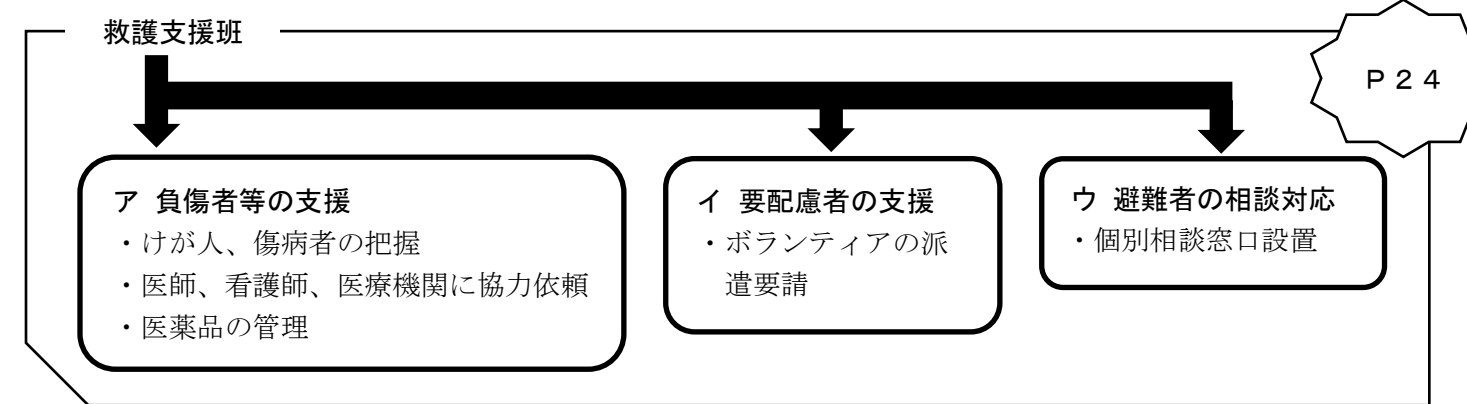 救護支援班
Ｐ２４
ア 負傷者等の支援
・けが人、傷病者の把握
・医師、看護師、医療機関に協力依頼
・医薬品の管理
イ 要配慮者の支援
・ボランティアの派
遣要請
ウ 避難者の相談対応
・個別相談窓口設置